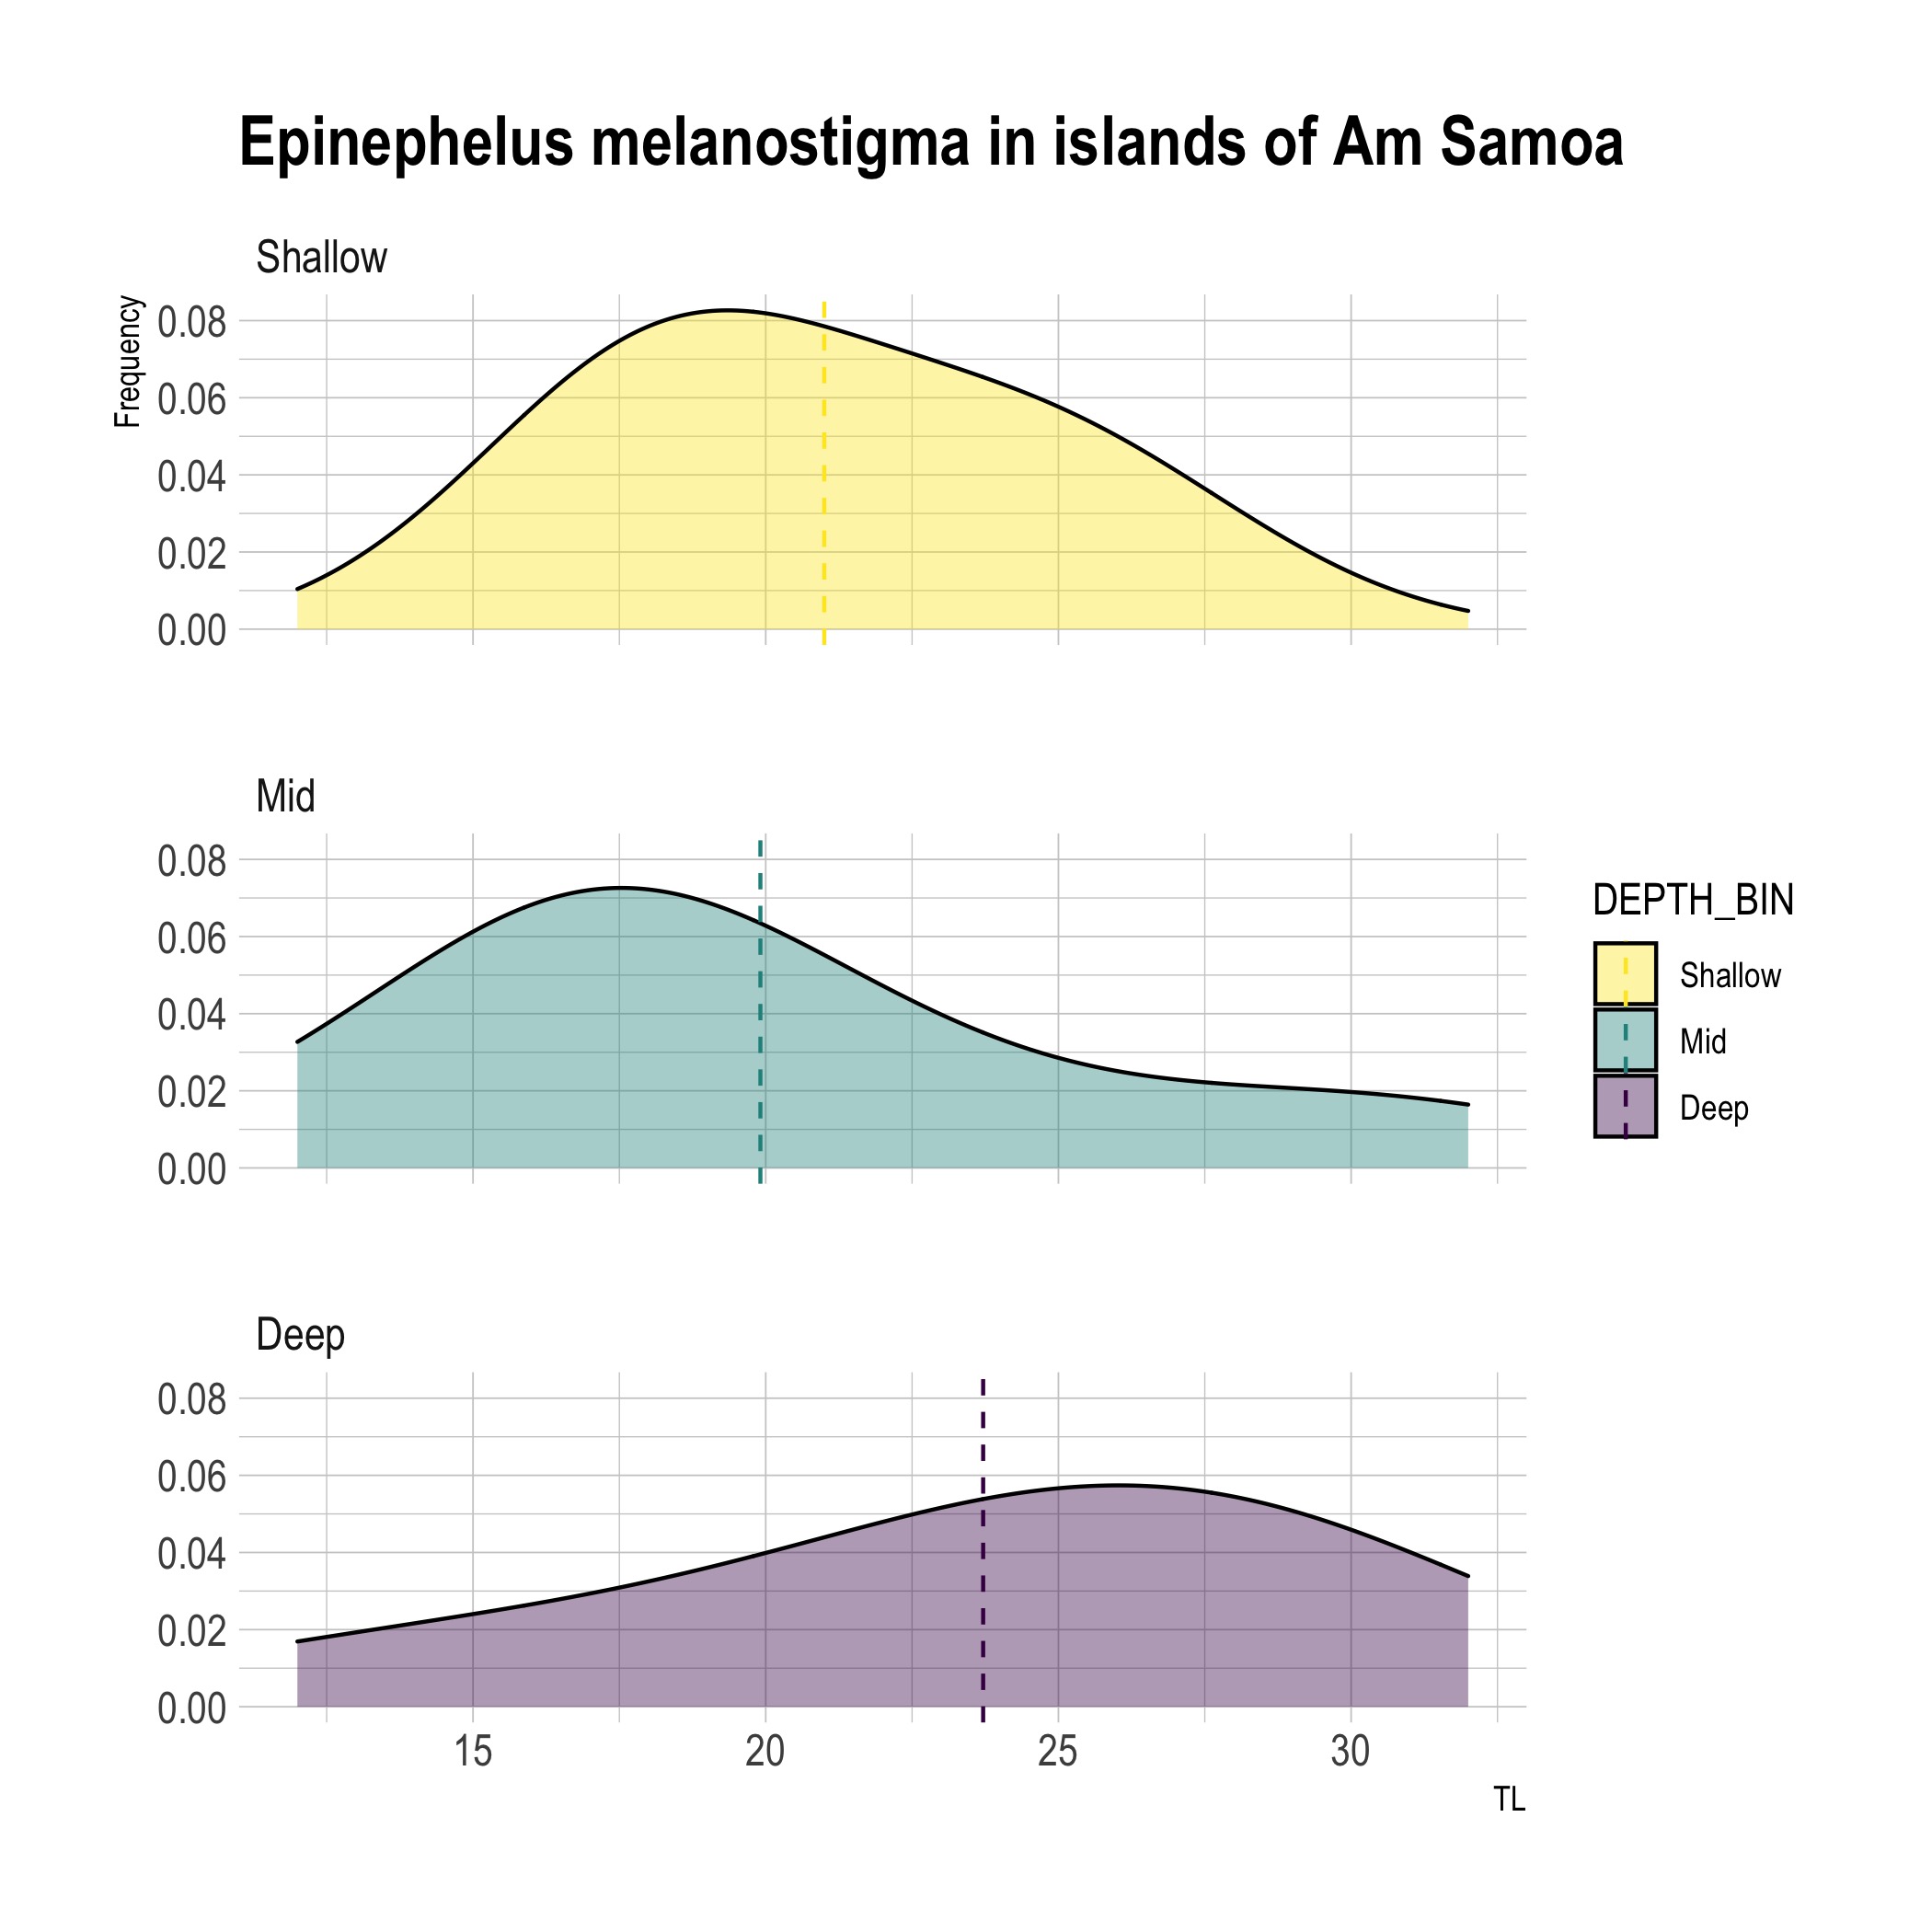 Epinephelus melanostigma in islands of Am Samoa
Shallow
Frequency
0.08
0.06
0.04
0.02
0.00
Mid
0.08
0.06
0.04
0.02
0.00
Deep
0.08
0.06
0.04
0.02
0.00
15 20 25 30
TL
DEPTH_BIN
Shallow
Mid
Deep